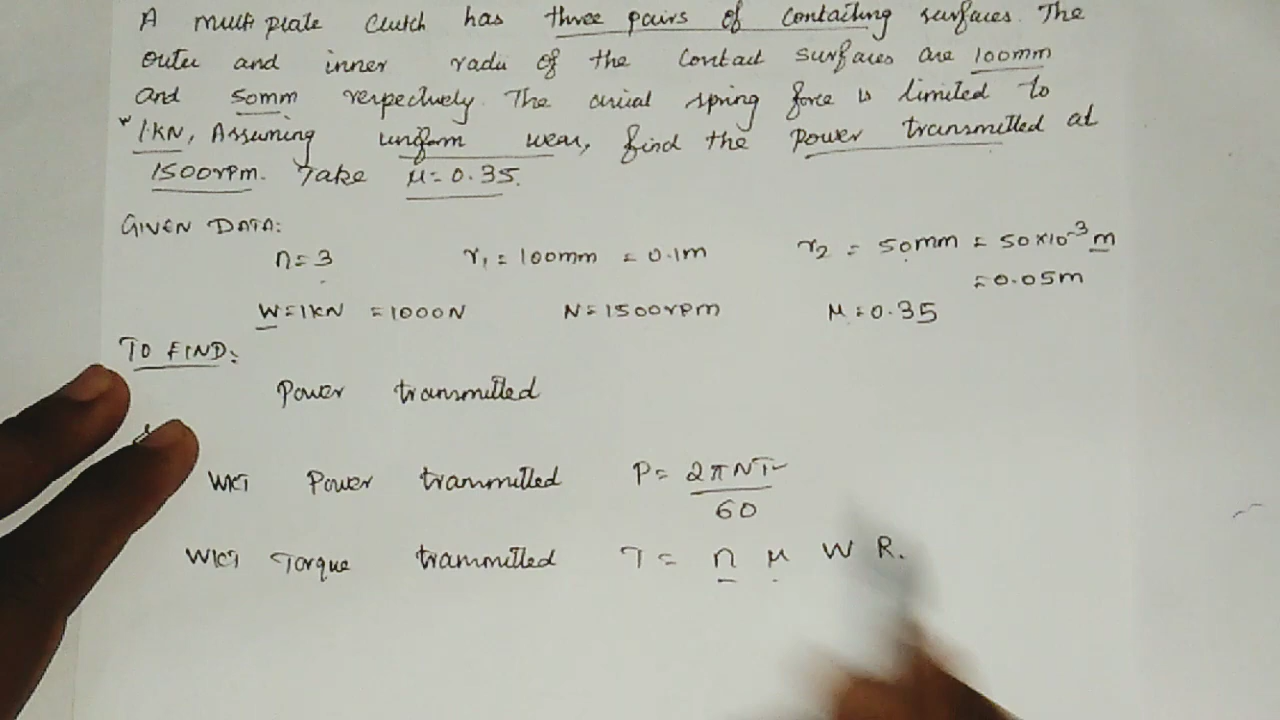 A multi plate Clutch has three pairs of Contacting surfaces. The
outer and inner radii of the Contact surfaces are 100mm
and 50mm respectively. The axial spring force is limited to
1KN, Assuming uniform wear, find the Power transmitted at
1500rpm. Take μ=0.35.
GIVEN DATA:
n=3 r₁=100mm =0.1m r₂ = 50mm = 50×10⁻³ m
=0.05m
W=1KN =1000N N=1500rpm μ=0.35
TO FIND:
Power transmitted
WKT Power transmitted P= 2πNT
60
WKT Torque transmitted T= n μ W R.